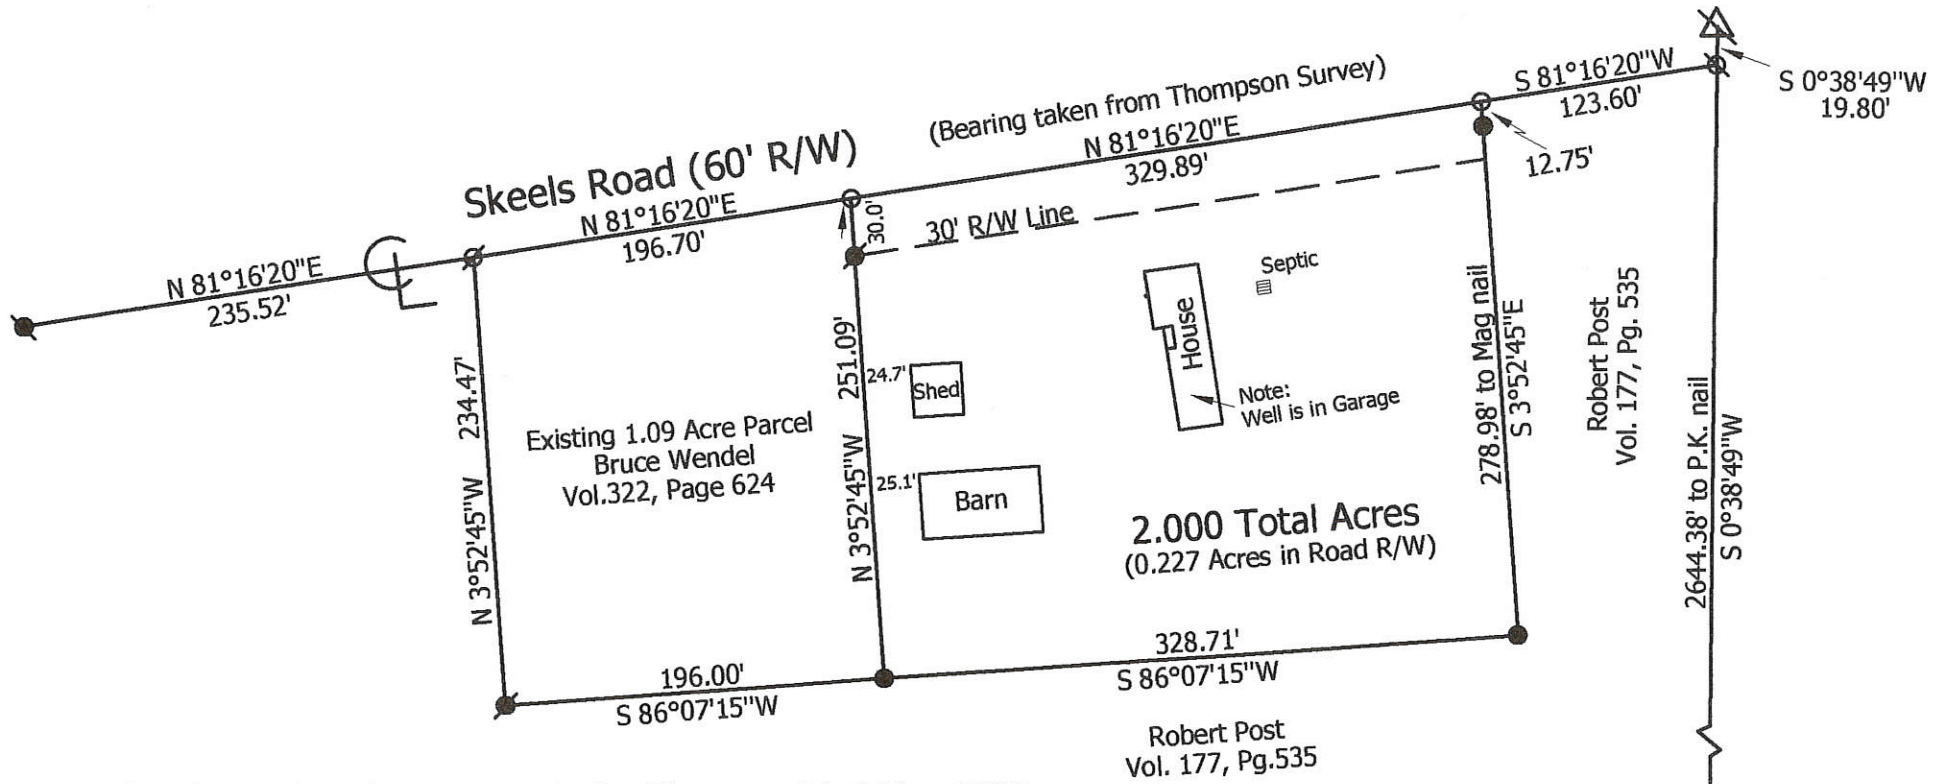 S 0°38'49"W
19.80'
S 81°16'20"W
123.60'
(Bearing taken from Thompson Survey)
N 81°16'20"E
329.89'
12.75'
Skeels Road (60' R/W)
N 81°16'20"E
196.70'
30.0'
30' R/W Line
N 81°16'20"E
235.52'
CL
234.47'
N 3°52'45"W
Existing 1.09 Acre Parcel
Bruce Wendel
Vol.322, Page 624
251.09'
N 3°52'45"W
24.7'
Shed
25.1'
Barn
House
Septic
Note:
Well is in Garage
2.000 Total Acres
(0.227 Acres in Road R/W)
278.98' to Mag nail
S 3°52'45"E
Robert Post
Vol. 177, Pg. 535
2644.38' to P.K. nail
S 0°38'49"W
196.00'
S 86°07'15"W
328.71'
S 86°07'15"W
Robert Post
Vol. 177, Pg.535